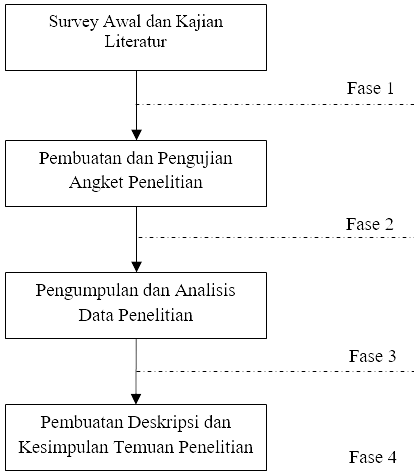 Survey Awal dan Kajian
Literatur
Fase 1
Pembuatan dan Pengujian
Angket Penelitian
Fase 2
Pengumpulan dan Analisis
Data Penelitian
Fase 3
Pembuatan Deskripsi dan
Kesimpulan Temuan Penelitian
Fase 4